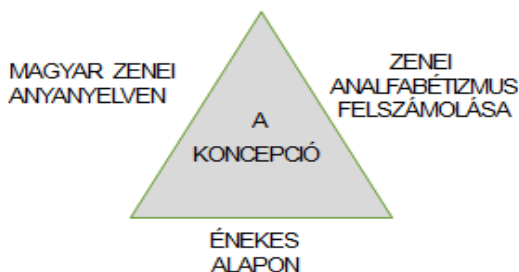 MAGYAR ZENEI
ANYANYELVEN
ZENEI
ANALFABÉTIZMUS
FELSZÁMOLÁSA
A
KONCEPCIÓ
ÉNEKES
ALAPON